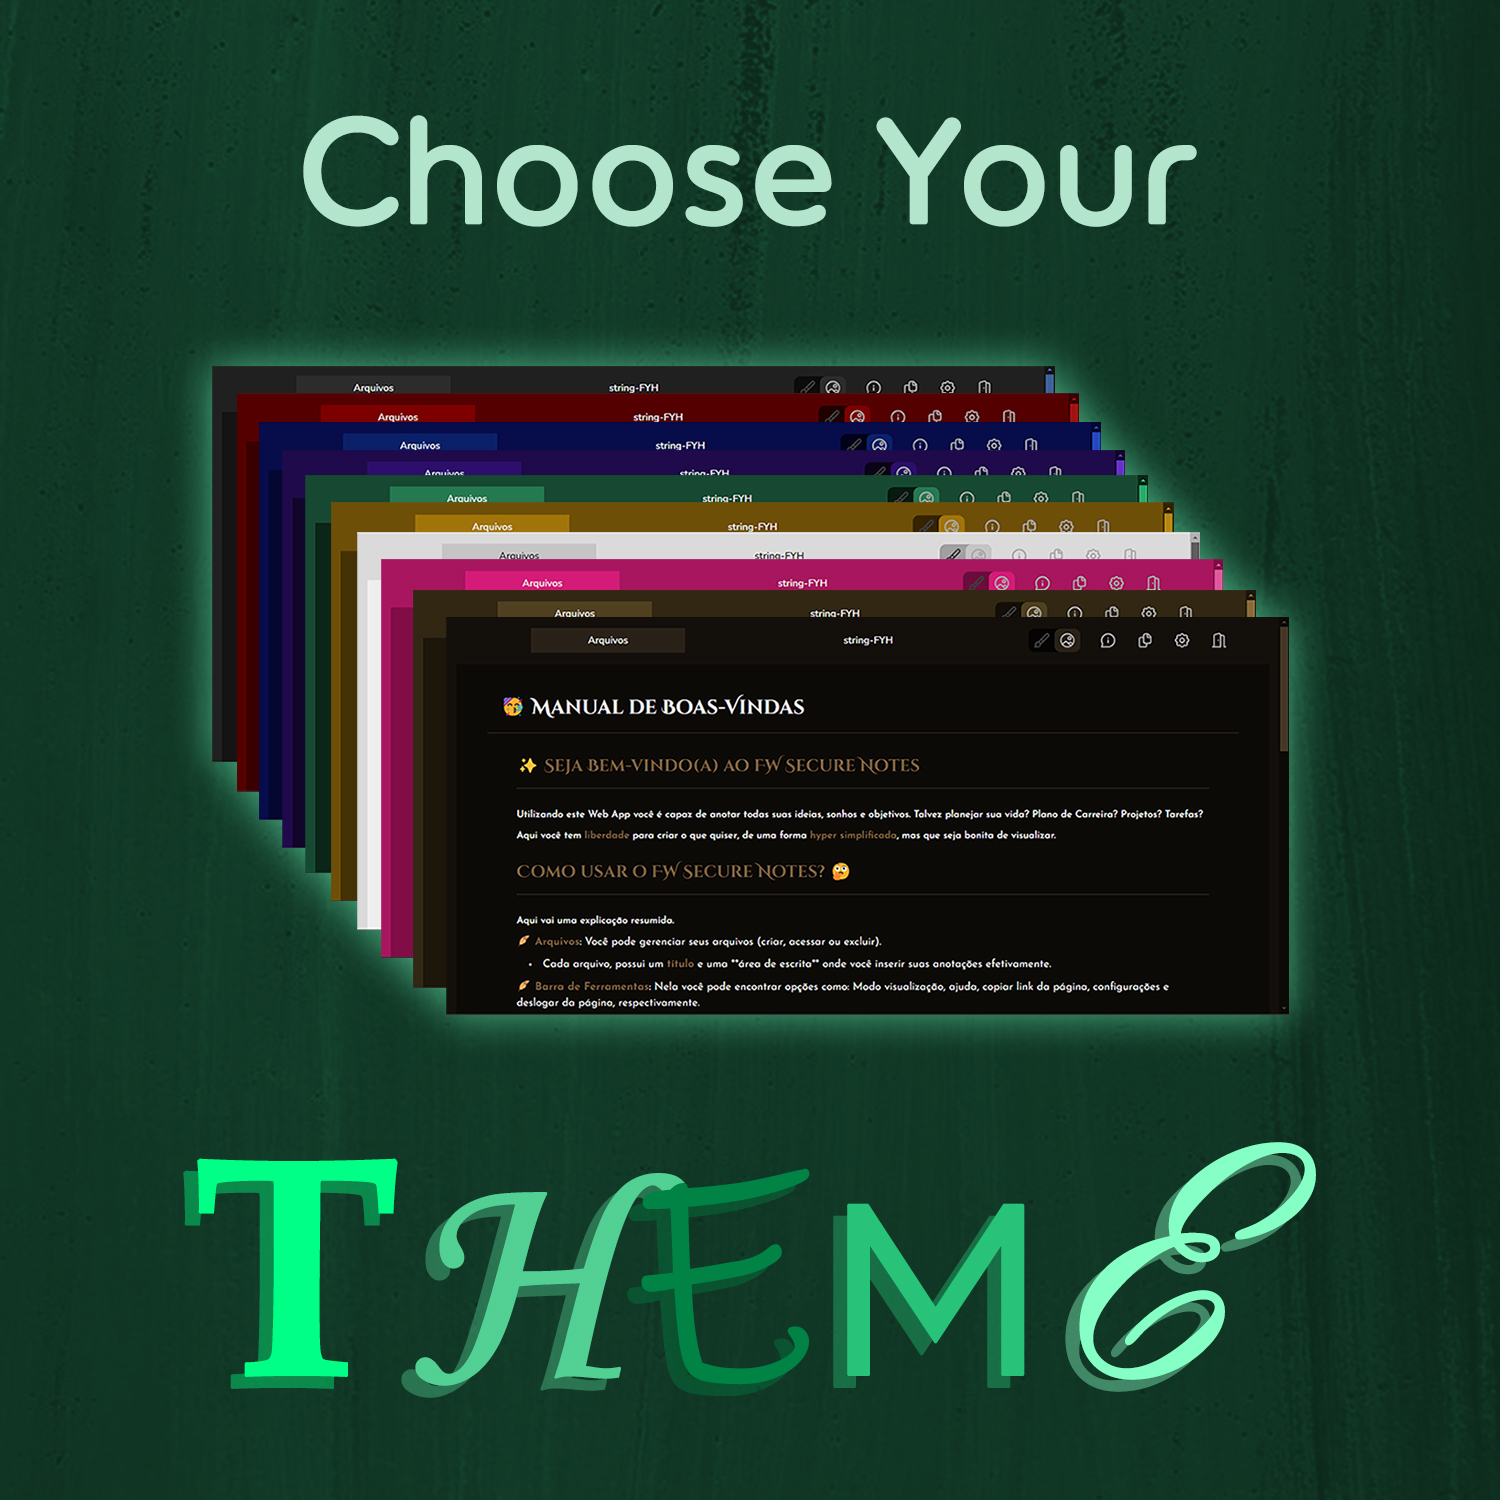 Choose Your
Arquivos string-FYH
Arquivos string-FYH
Arquivos string-FYH
Arquivos string-FYH
Arquivos string-FYH
Arquivos string-FYH
Arquivos string-FYH
Arquivos string-FYH
Arquivos string-FYH
Arquivos string-FYH
Manual de Boas-Vindas
Seja Bem-vindo(a) ao FW Secure Notes
Utilizando este Web App você é capaz de anotar todas suas ideias, sonhos e objetivos. Talvez planejar sua vida? Plano de Carreira? Projetos? Tarefas?
Aqui você tem liberdade para criar o que quiser, de uma forma hyper simplificada, mas que seja bonita de visualizar.
Como usar o FW Secure Notes?
Aqui vai uma explicação resumida.
Arquivos: Você pode gerenciar seus arquivos (criar, acessar ou excluir).
• Cada arquivo, possui um título e uma **área de escrita** onde você inserir suas anotações efetivamente.
Barra de Ferramentas: Nela você pode encontrar opções como: Modo visualização, ajuda, copiar link da página, configurações e
deslogar da página, respectivamente.
THEME